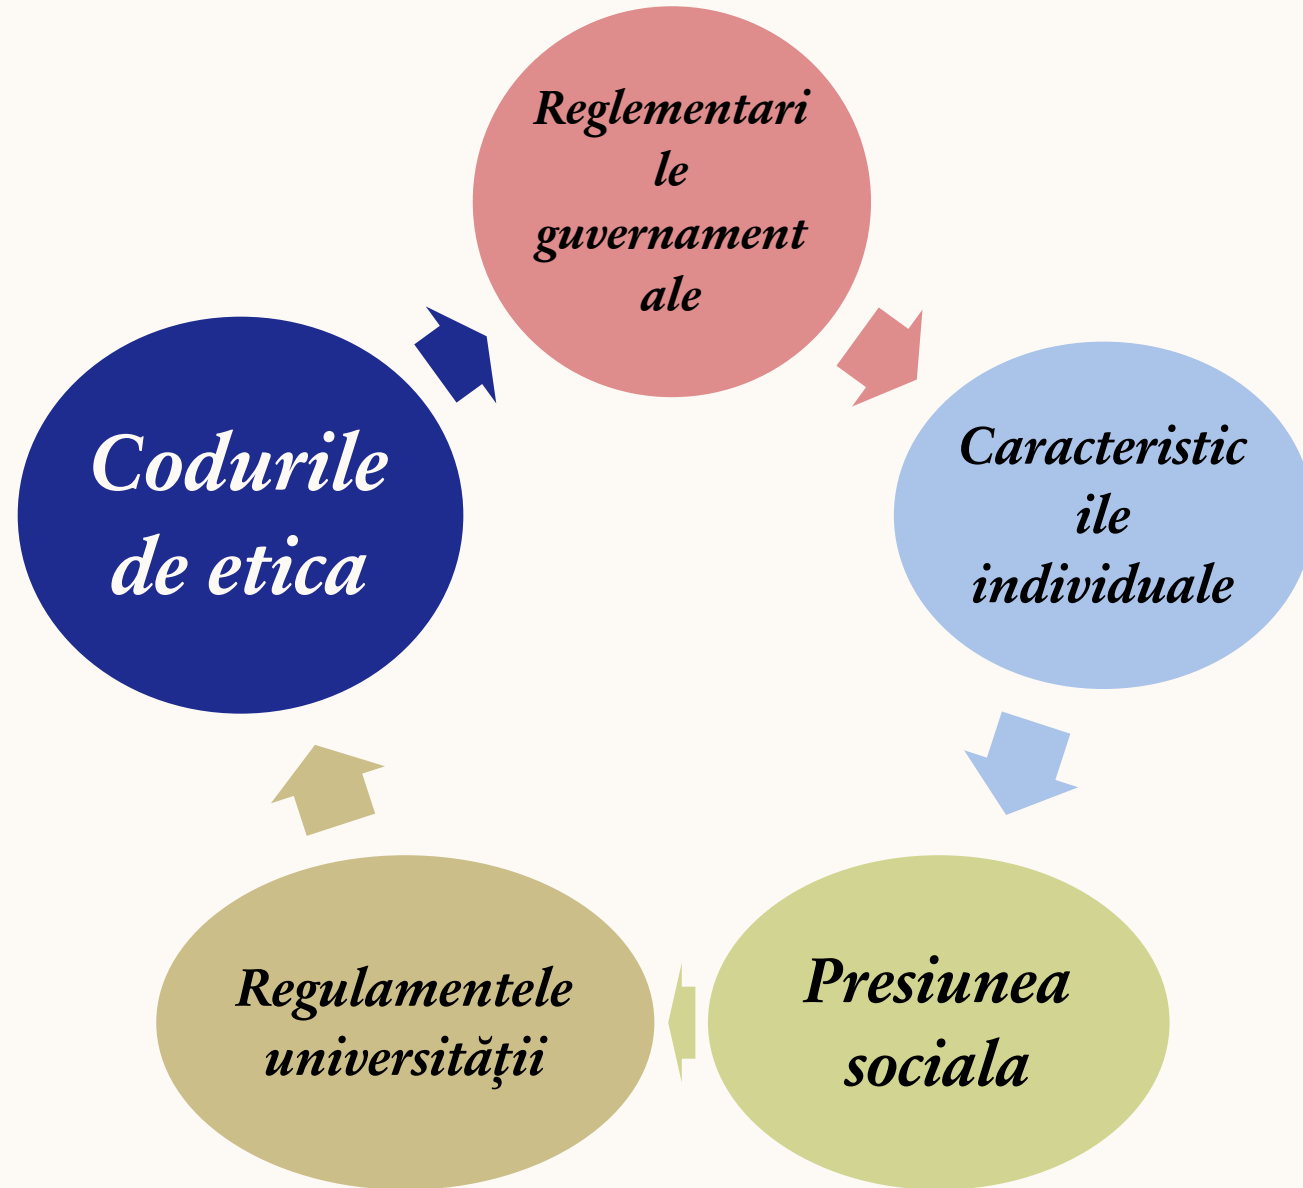 Reglementari
le
guvernament
ale
Caracteristic
ile
individuale
Presiunea
sociala
Regulamentele
universității
Codurile
de etica